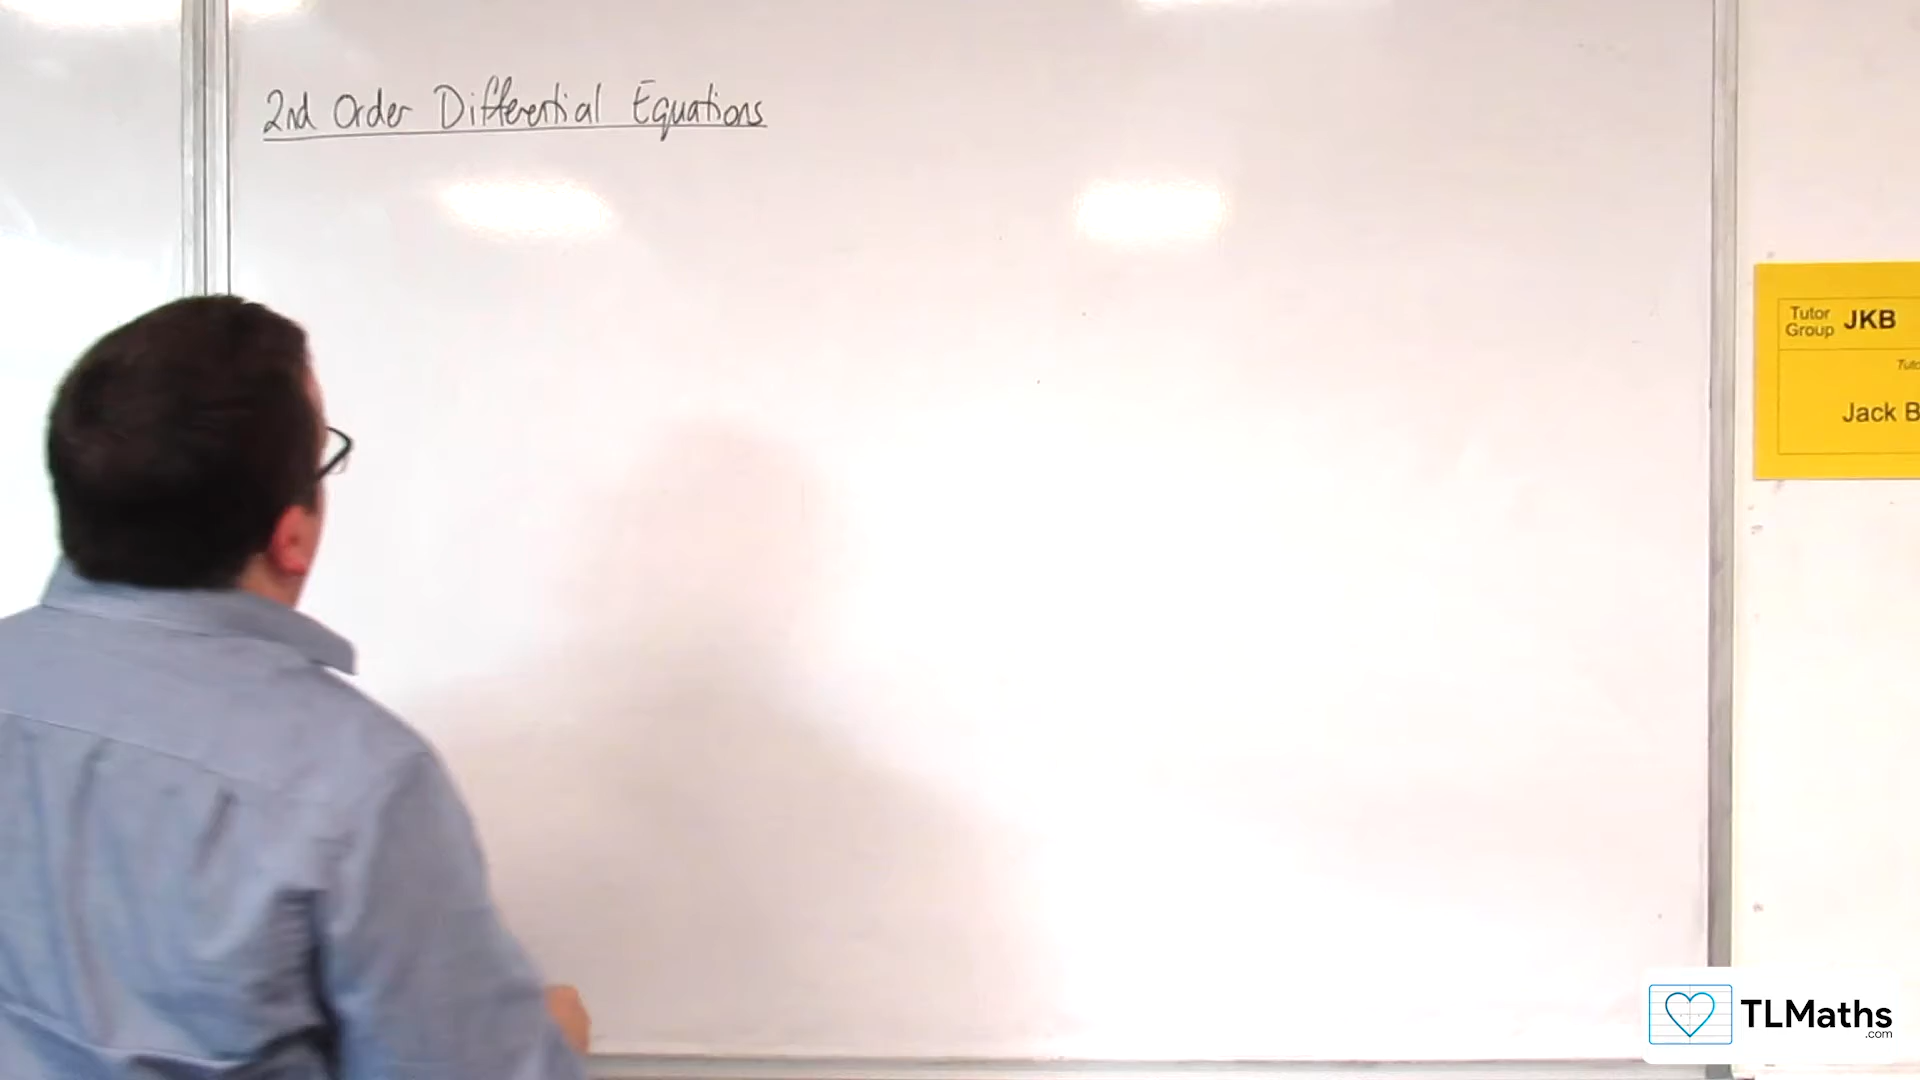 2nd Order Differential Equations
Tutor
Group JKB
Jack B
TLMaths
.com